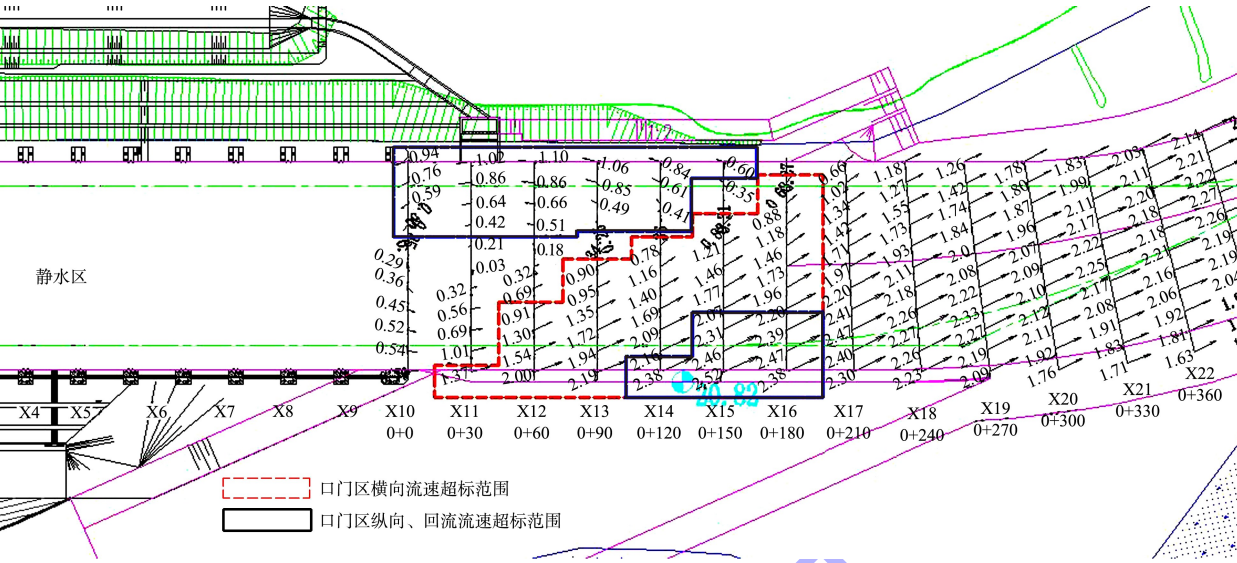 0.94 1.02 1.10 1.06 0.84 0.60 0.66 1.18 1.26 1.78 1.83 2.03 2.14
0.76 0.86 0.86 0.85 0.61 0.35 1.02 1.42 1.80 1.99 2.11 2.21
0.59 0.64 0.66 0.49 0.41 0.88 1.34 1.55 1.74 1.97 2.11 2.20 2.22
0.42 0.51 1.18 1.42 1.73 1.84 2.17 2.18 2.27
0.21 0.18 0.78 1.46 1.71 1.93 2.0 2.07 2.22 2.18 2.26
0.29 0.03 0.32 0.90 1.16 1.46 1.73 1.97 2.11 2.08 2.09 2.25 2.21 2.19
0.36 0.32 0.69 0.95 1.40 1.77 1.96 2.20 2.18 2.22 2.10 2.17 2.16 2.19
0.45 0.56 0.91 1.35 1.69 2.07 2.20 2.41 2.26 2.33 2.12 2.08 2.06 2.04
0.52 0.69 1.30 1.72 2.09 2.31 2.39 2.47 2.27 2.27 2.11 1.91 1.92
0.54 1.01 1.54 1.94 2.16 2.46 2.47 2.40 2.26 2.19 1.92 1.83 1.81
1.31 2.00 2.19 2.38 2.52 2.38 2.30 2.23 2.09 1.76 1.71 1.63
静水区
20.82
X4 X5 X6 X7 X8 X9 X10 X11 X12 X13 X14 X15 X16 X17 X18 X19 X20 X21 X22
0+0 0+30 0+60 0+90 0+120 0+150 0+180 0+210 0+240 0+270 0+300 0+330 0+360
口门区横向流速超标范围
口门区纵向、回流流速超标范围